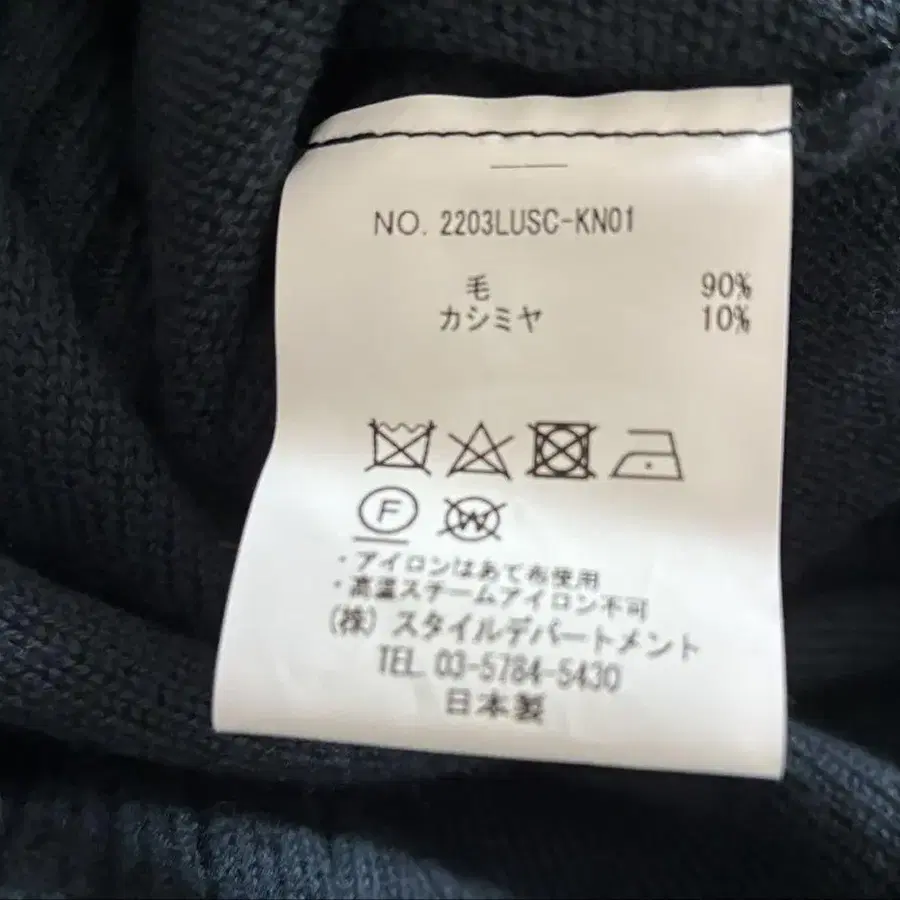 NO. 2203LUSC-KN01
毛 90%
カシミヤ 10%
F W
・アイロンはあて布使用
・高温スチームアイロン不可
(株) スタイルデパートメント
TEL. 03-5784-5430
日本製